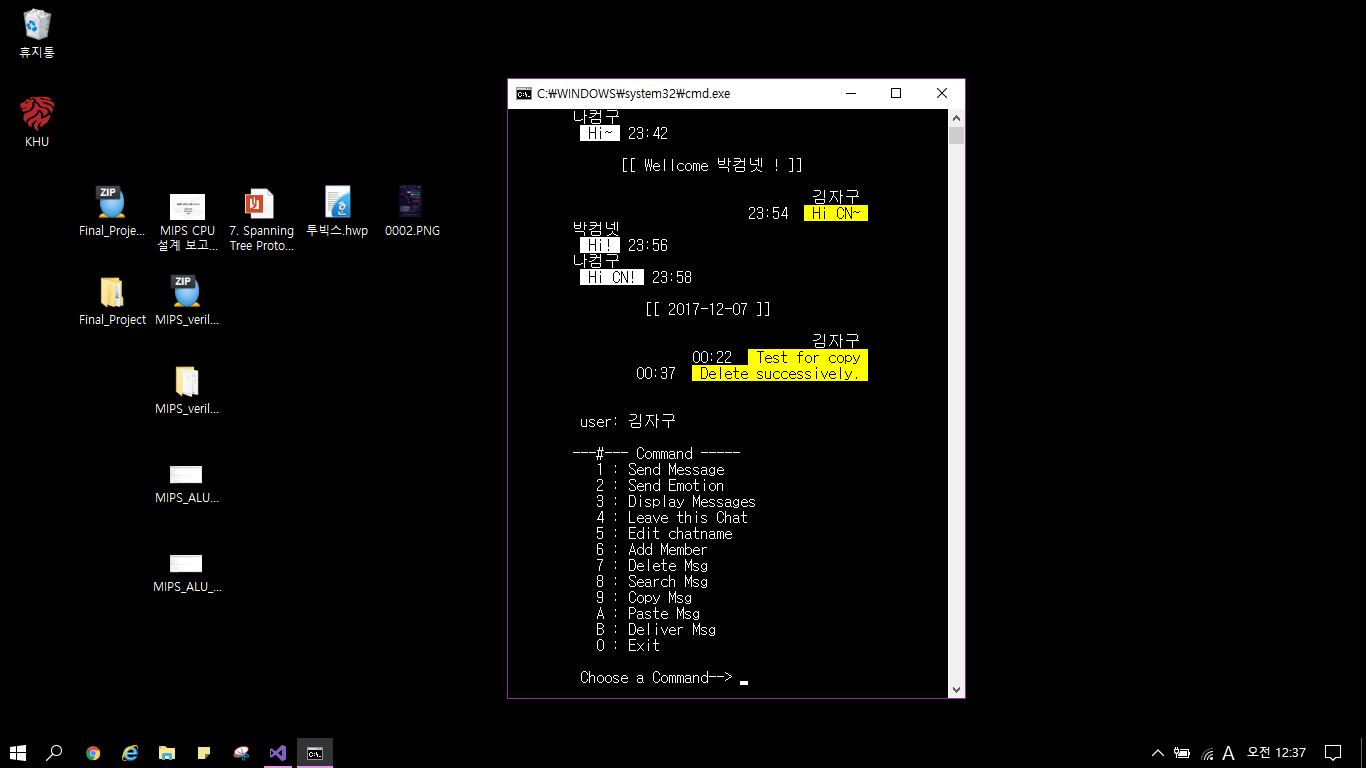 휴지통
KHU
ZIP
Final_Proje...
MIPS CPU
설계 보고...
7. Spanning
Tree Proto...
투빅스.hwp
0002.PNG
Final_Project
ZIP
MIPS_veril...
MIPS_veril...
MIPS_ALU...
MIPS_ALU_...
C:₩WINDOWS₩system32₩cmd.exe
나컴구
Hi~ 23:42
[[ Wellcome 박컴넷 ! ]]
김자구
23:54 Hi CN~
박컴넷
Hi! 23:56
나컴구
Hi CN! 23:58
[[ 2017-12-07 ]]
김자구
00:22 Test for copy
00:37 Delete successively.
user: 김자구
---#--- Command -----
1 : Send Message
2 : Send Emotion
3 : Display Messages
4 : Leave this Chat
5 : Edit chatname
6 : Add Member
7 : Delete Msg
8 : Search Msg
9 : Copy Msg
A : Paste Msg
B : Deliver Msg
0 : Exit
Choose a Command-->
A 오전 12:37